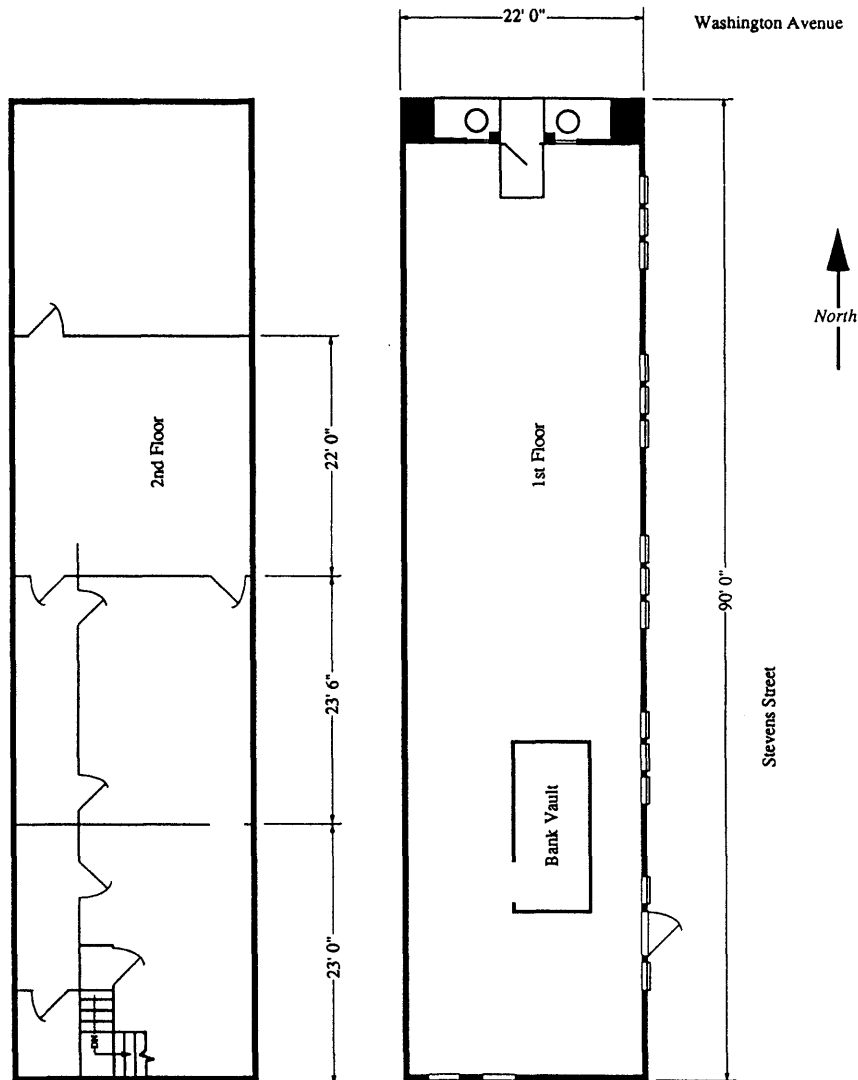 22' 0"
Washington Avenue
North
2nd Floor
22' 0"
1st Floor
90' 0"
23' 6"
Stevens Street
Bank Vault
23' 0"
DN